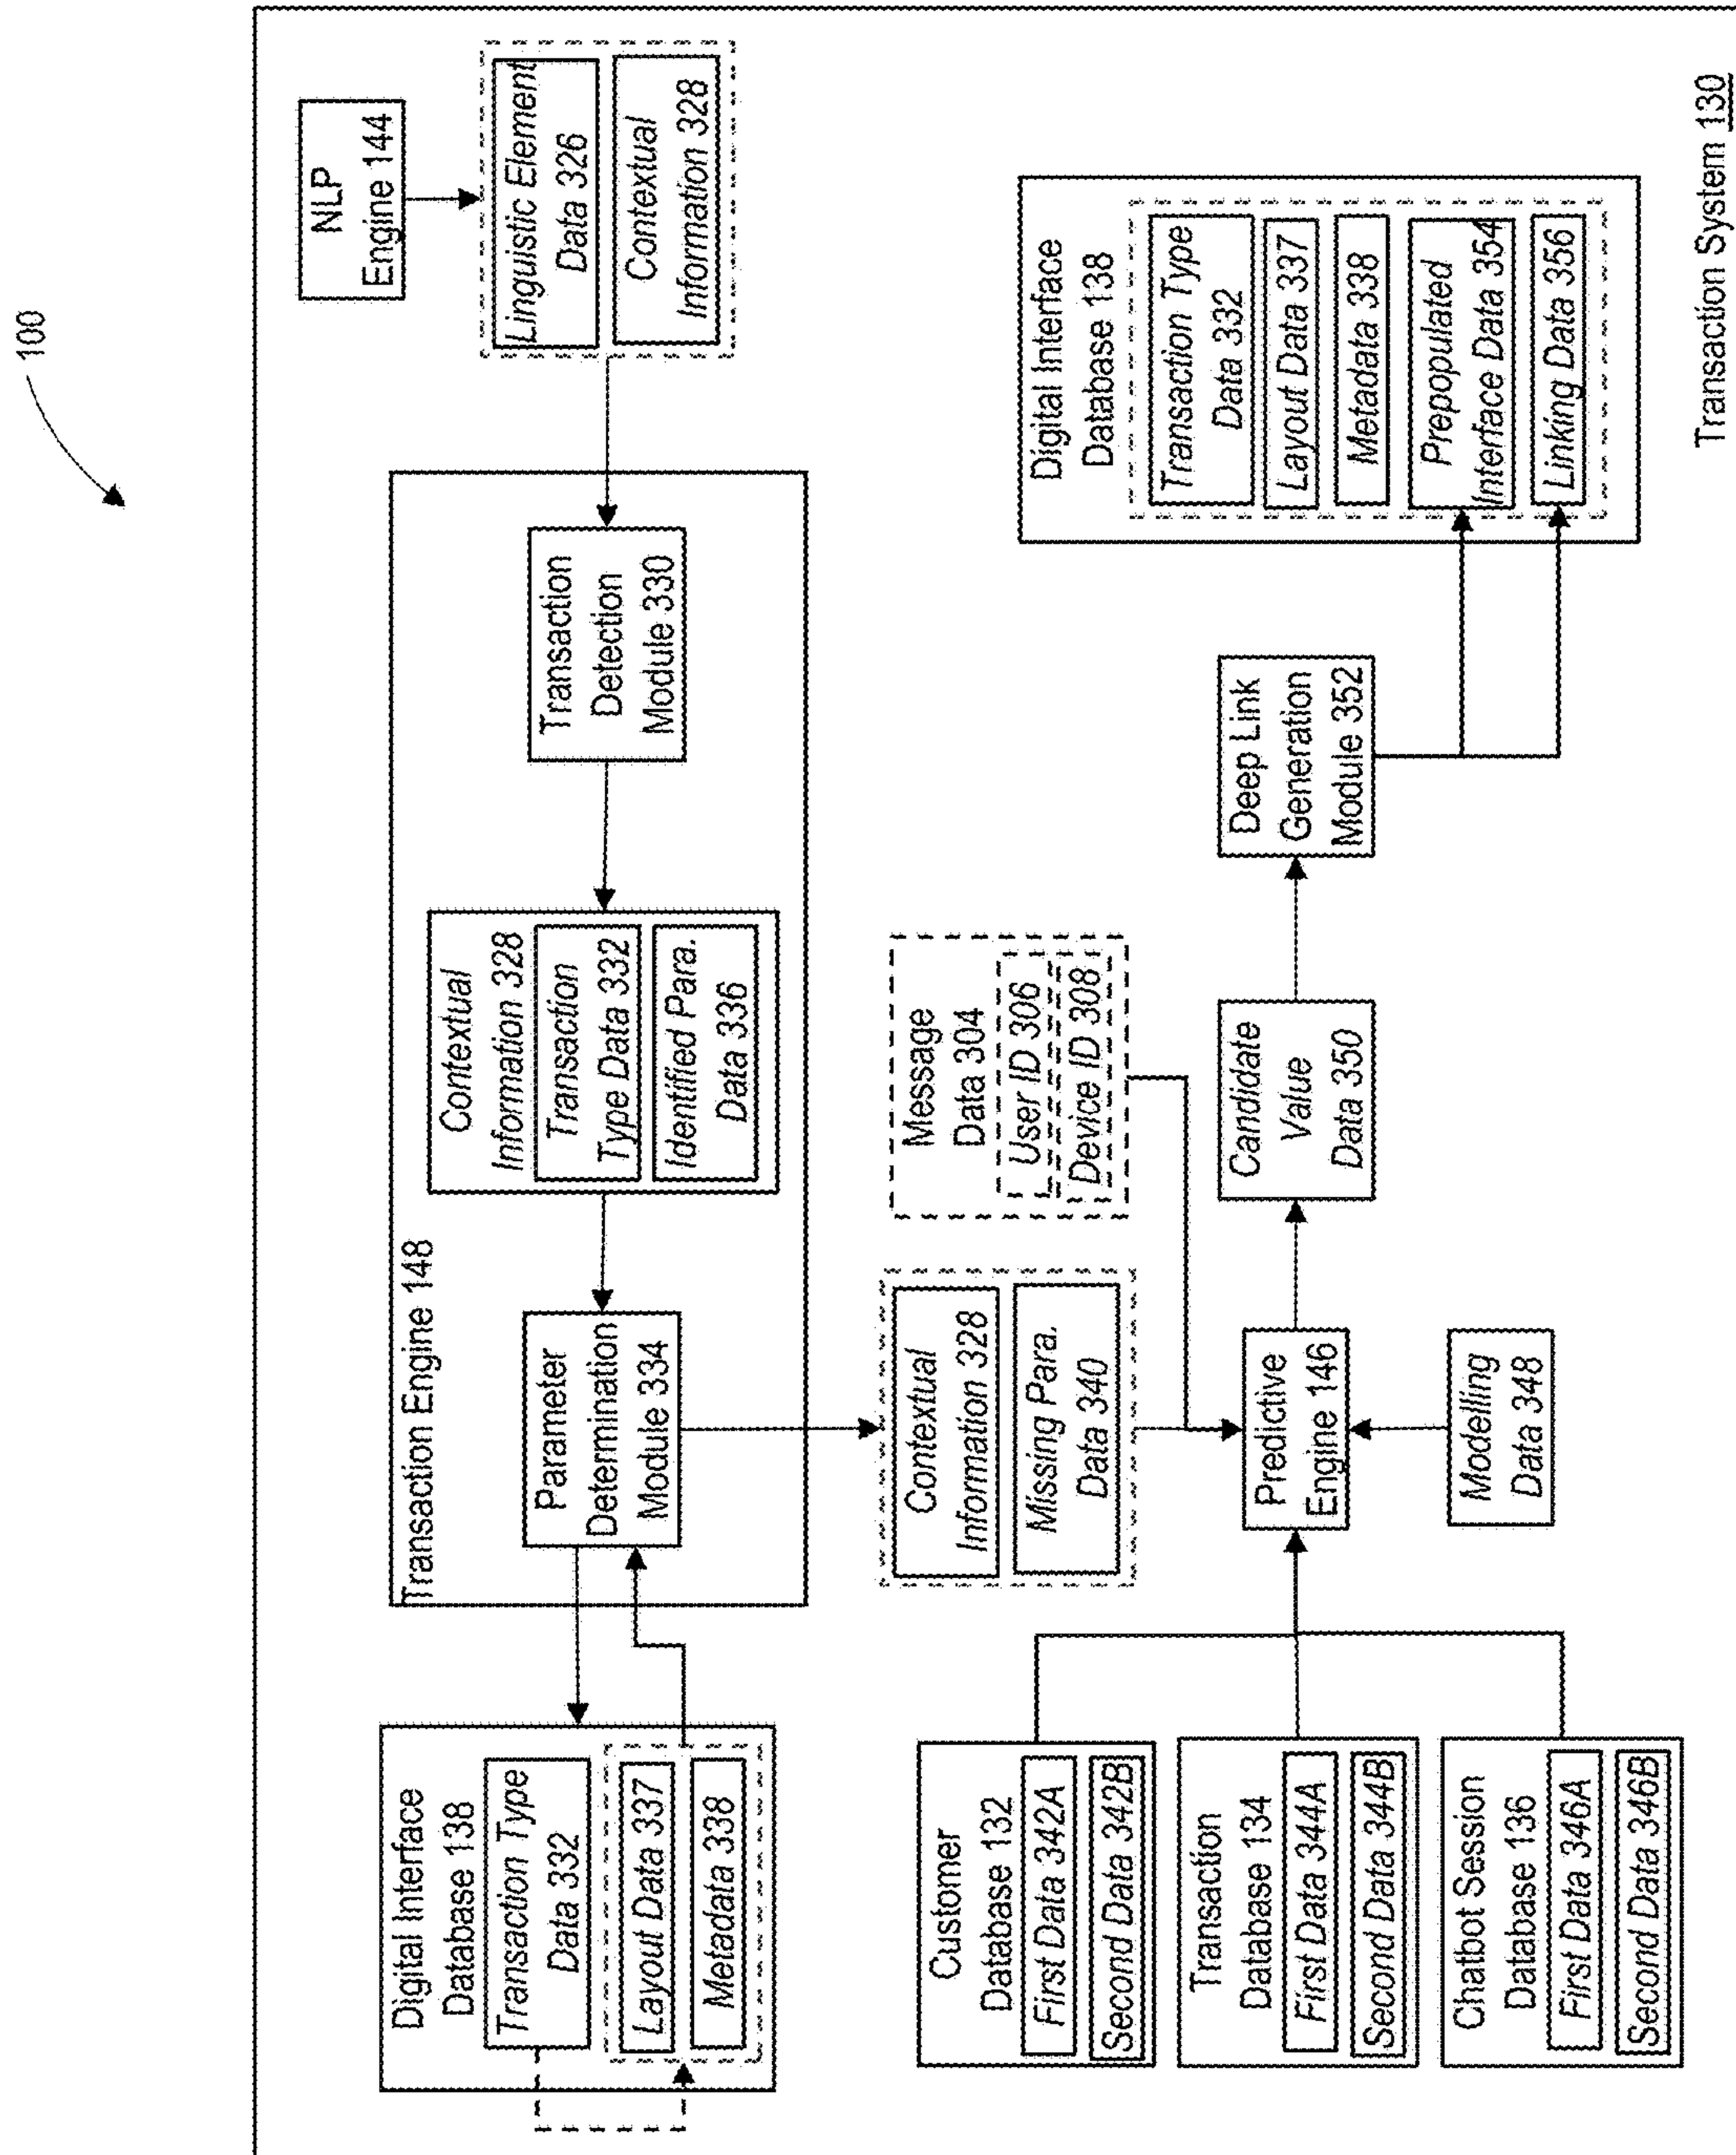 100
NLP
Engine 144
Linguistic Element
Data 326
Contextual
Information 328
Transaction Engine 148
Transaction
Detection
Module 330
Contextual
Information 328
Transaction
Type Data 332
Identified Para.
Data 336
Parameter
Determination
Module 334
Digital Interface
Database 138
Transaction Type
Data 332
Layout Data 337
Metadata 338
Contextual
Information 328
Missing Para.
Data 340
Message
Data 304
User ID 306
Device ID 308
Customer
Database 132
First Data 342A
Second Data 342B
Transaction
Database 134
First Data 344A
Second Data 344B
Chatbot Session
Database 136
First Data 346A
Second Data 346B
Predictive
Engine 146
Modelling
Data 348
Candidate
Value
Data 350
Deep Link
Generation
Module 352
Digital Interface
Database 138
Transaction Type
Data 332
Layout Data 337
Metadata 338
Prepopulated
Interface Data 354
Linking Data 356
Transaction System 130